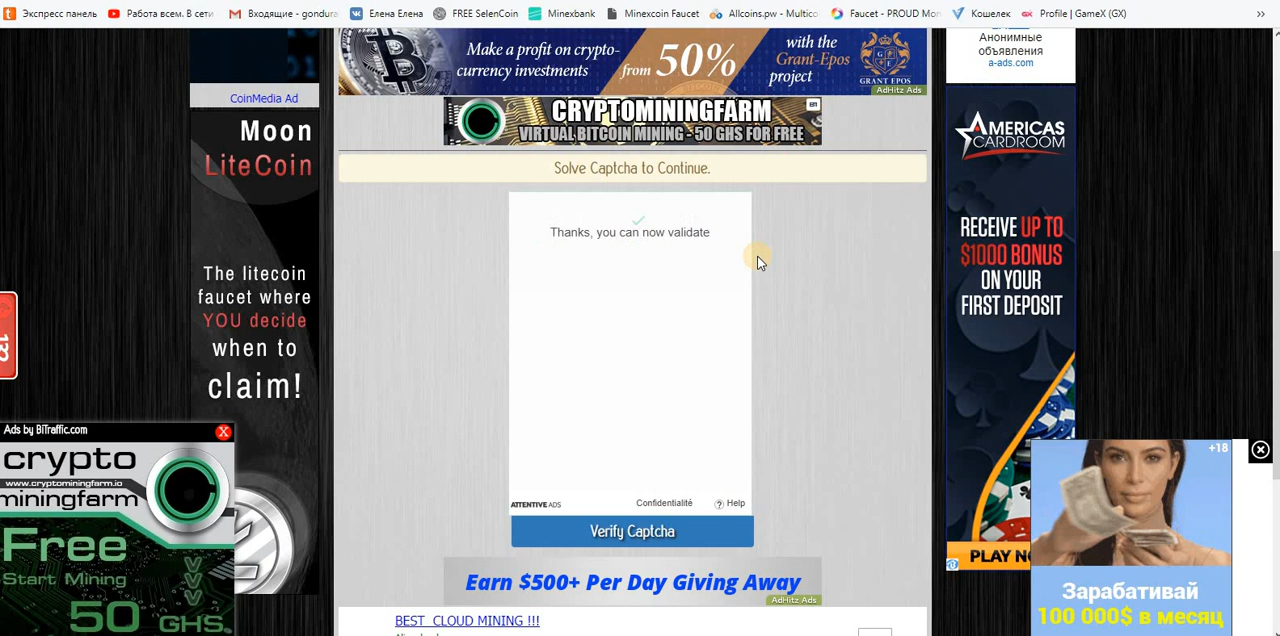 Экспресс панель
Работа всем. В сети
Входящие - gondura
Елена Елена
FREE SelenCoin
Minexbank
Minexcoin Faucet
Allcoins.pw - Multico
Faucet - PROUD Mon
Кошелек
Profile | GameX (GX)
»
CoinMedia Ad
Moon
LiteCoin
The litecoin
faucet where
YOU decide
when to
claim!
Ads by BiTraffic.com
X
crypto
www.cryptominingfarm.io
miningfarm
Free
Start Mining
50 GHS.
Make a profit on crypto-
currency investments
from 50%
with the
Grant-Epos
project
GRANT EPOS
AdHitz Ads
CRYPTOMININGFARM
VIRTUAL BITCOIN MINING - 50 GHS FOR FREE
Solve Captcha to Continue.
Thanks, you can now validate
ATTENTIVE ADS
Confidentialité
? Help
Verify Captcha
Earn $500+ Per Day Giving Away
AdHitz Ads
BEST CLOUD MINING !!!
Анонимные
объявления
a-ads.com
AMERICAS
CARDROOM
RECEIVE UP TO
$1000 BONUS
ON YOUR
FIRST DEPOSIT
PLAY NO
+18
Зарабативай
100 000$ в месяц